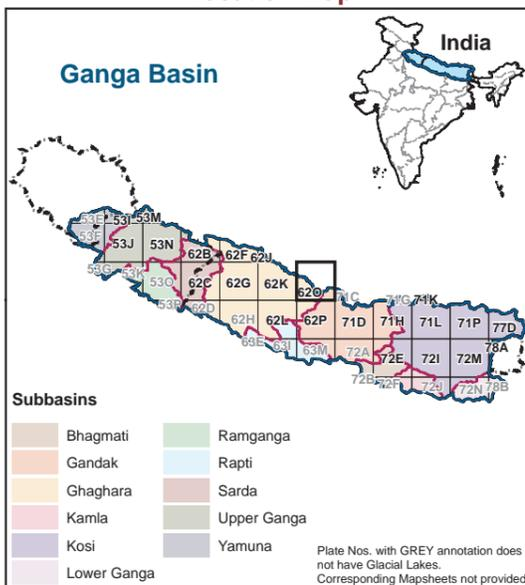 India
Ganga Basin
53E 53I 53M
53F 53J 53N 62B 62F 62J
53G 53K 53O 62C 62G 62K 62O 71C 71G 71K
53P 62D 62H 62L 62P 71D 71H 71L 71P 77D
63E 63I 63M 72A 72E 72I 72M 78A
72B 72F 72J 72N 78B
Subbasins
Bhagmati
Gandak
Ghaghara
Kamla
Kosi
Lower Ganga
Ramganga
Rapti
Sarda
Upper Ganga
Yamuna
Plate Nos. with GREY annotation does
not have Glacial Lakes.
Corresponding Mapsheets not provided